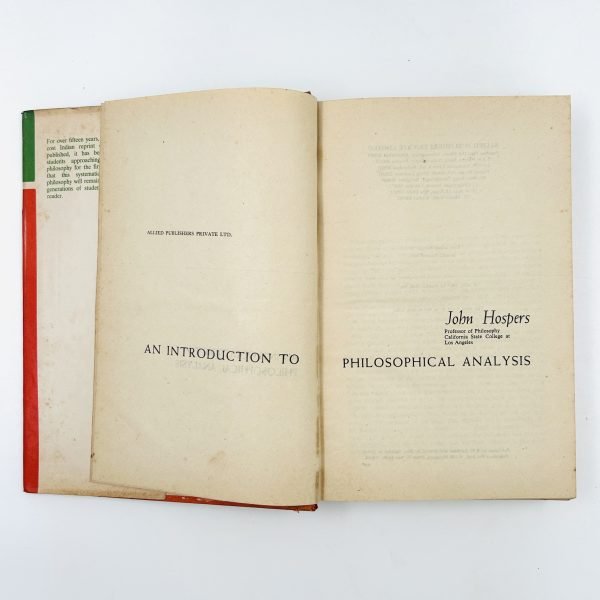 For over fifteen years,
cost Indian reprint
published, it has be
students approaching
philosophy for the fir
that this systematic
philosophy will remain
generations of student
reader.
ALLIED PUBLISHERS PRIVATE LTD.
AN INTRODUCTION TO
John Hospers
Professor of Philosophy
California State College at
Los Angeles
PHILOSOPHICAL ANALYSIS